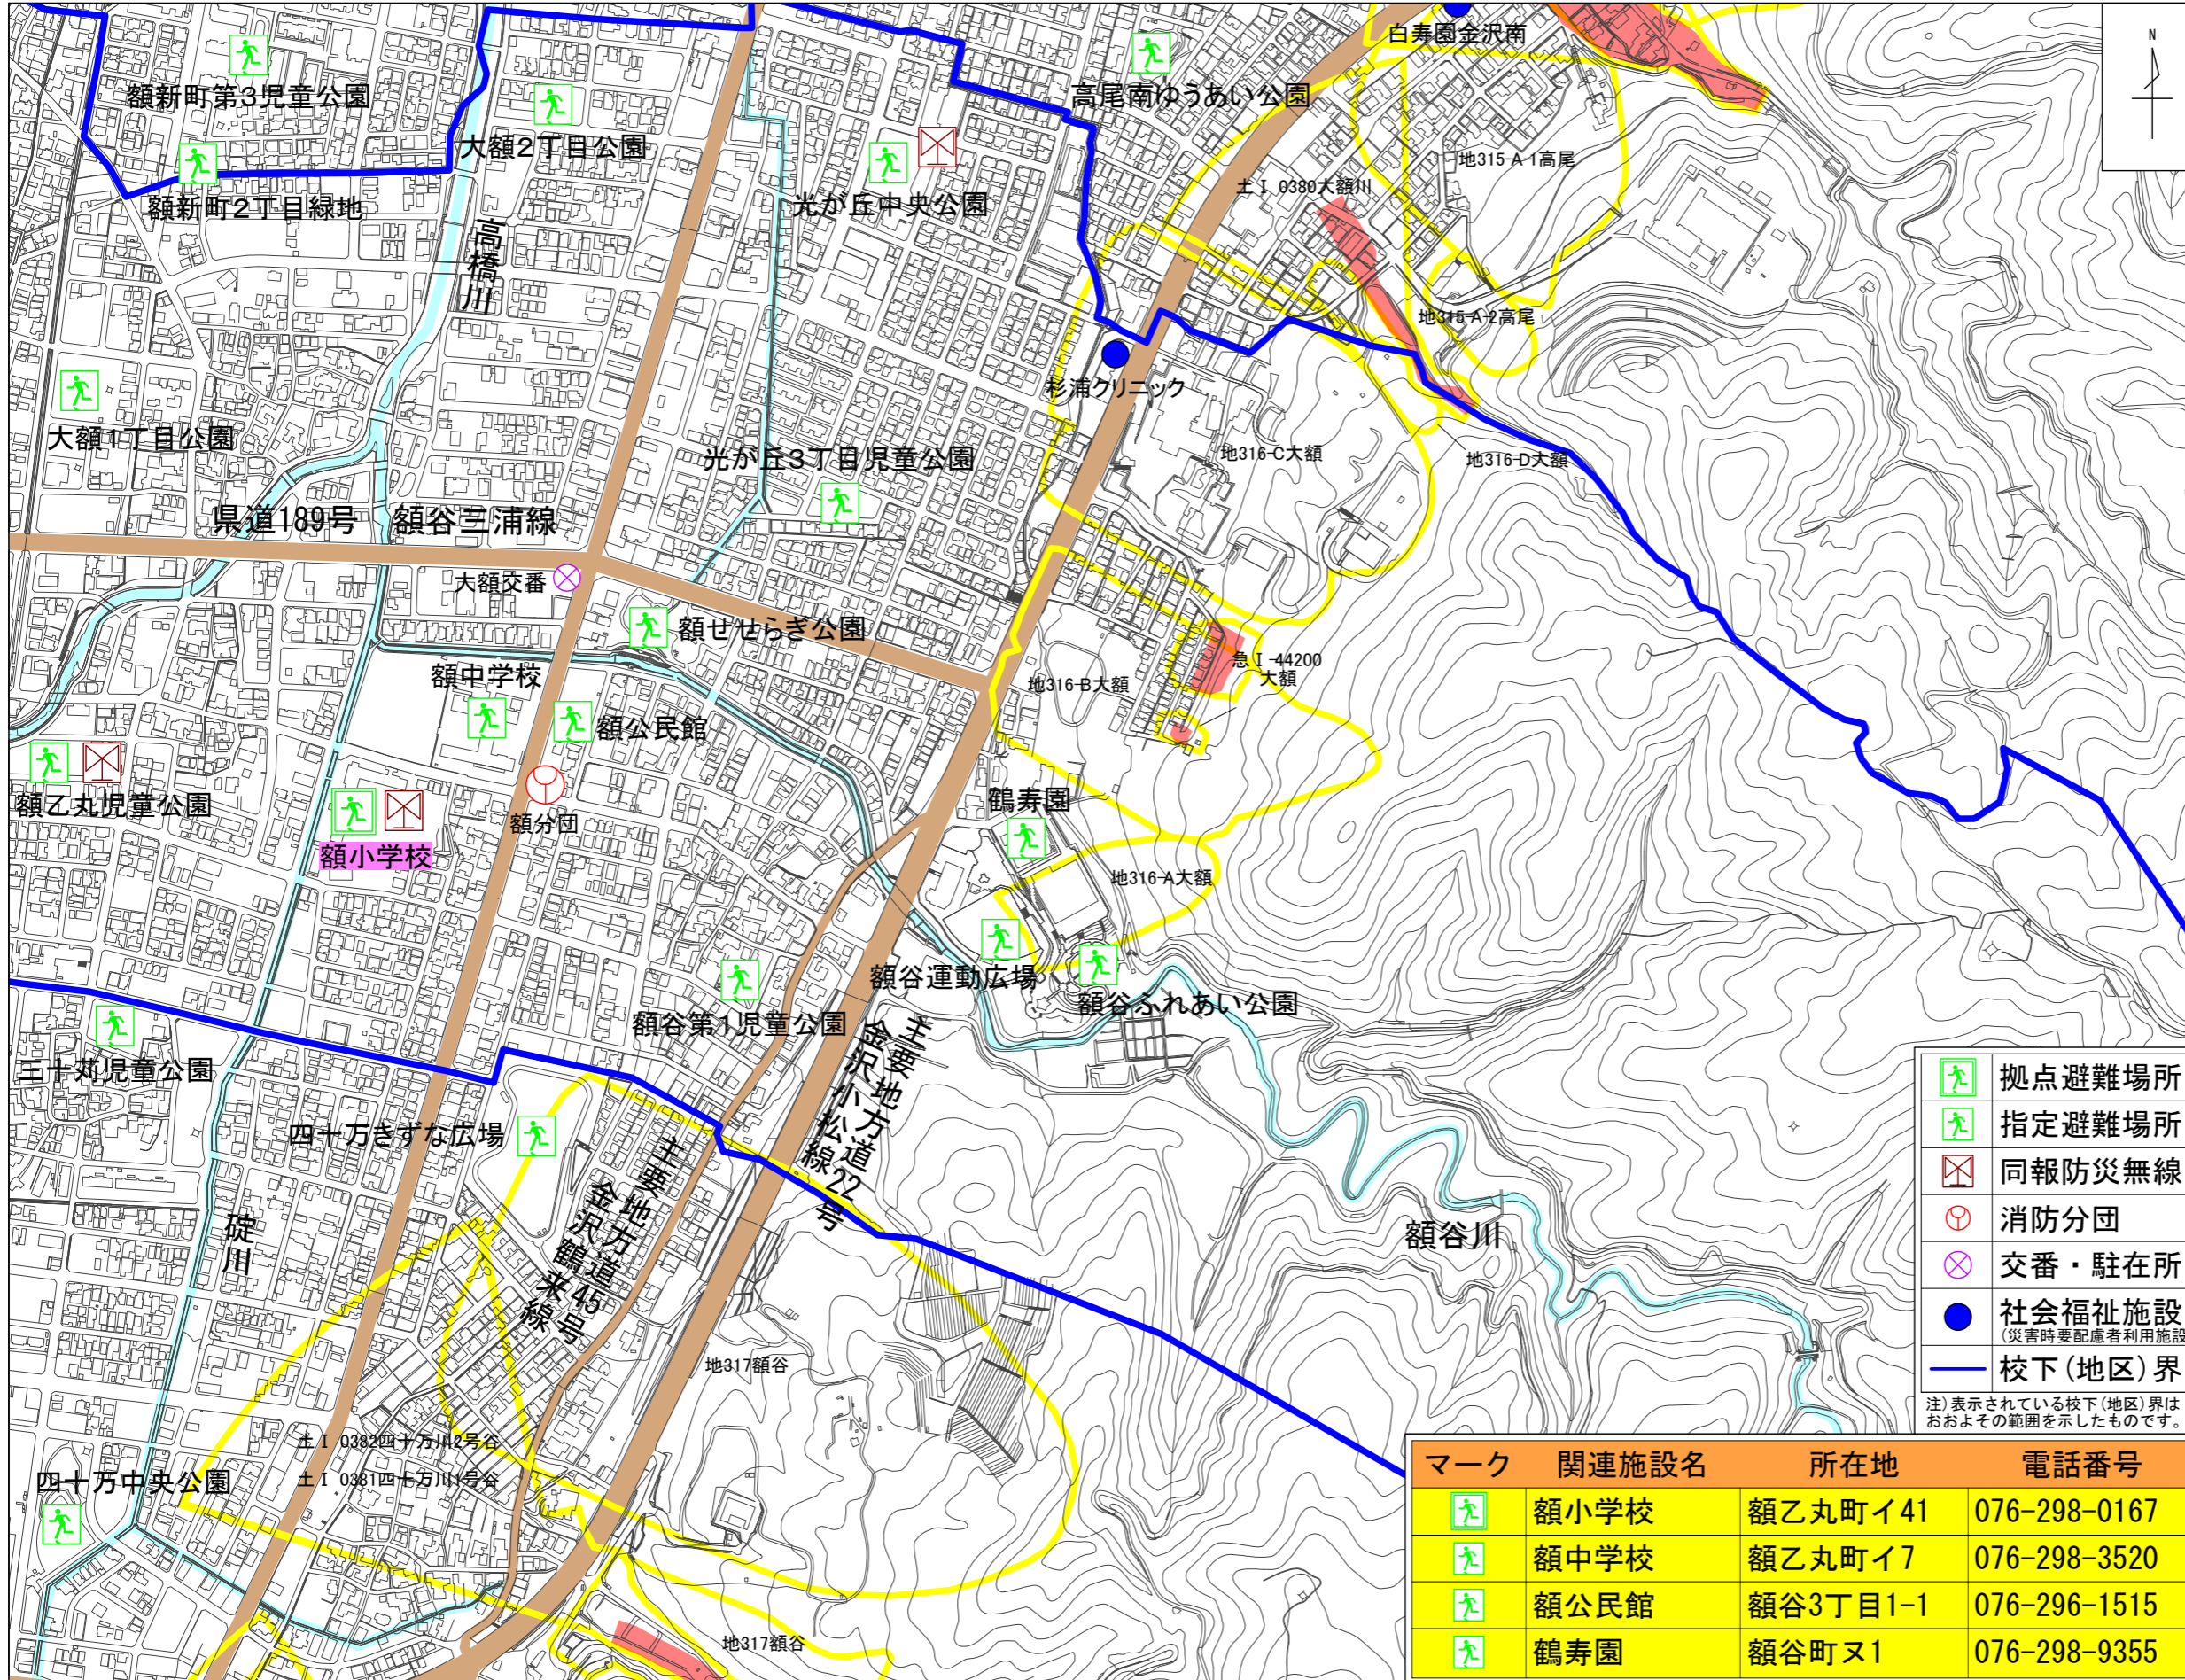 白寿園金沢南
N
額新町第3児童公園
高尾南ゆうあい公園
大額2丁目公園
地315-A-1高尾
土Ⅰ0380大額川
額新町2丁目緑地
光が丘中央公園
高橋川
地315-A-2高尾
杉浦クリニック
大額1丁目公園
光が丘3丁目児童公園
地316-C大額
地316-D大額
県道189号 額谷三浦線
大額交番
額せせらぎ公園
急Ⅰ-44200
大額
額中学校
地316-B大額
額公民館
額乙丸児童公園
鶴寿園
額分団
額小学校
地316-A大額
額谷運動広場
額谷ふれあい公園
額谷第1児童公園
三十苅児童公園
主要地方道22号
金沢小松線
四十万きずな広場
主要地方道45号
金沢鶴来線
碇川
額谷川
地317額谷
土Ⅰ0382四十万川2号谷
土Ⅰ0381四十万川1号谷
四十万中央公園
地317額谷
拠点避難場所
指定避難場所
同報防災無線
消防分団
交番・駐在所
社会福祉施設
(災害時要配慮者利用施設
校下(地区)界
注)表示されている校下(地区)界は
おおよその範囲を示したものです。
マーク 関連施設名 所在地 電話番号
額小学校 額乙丸町イ41 076-298-0167
額中学校 額乙丸町イ7 076-298-3520
額公民館 額谷3丁目1-1 076-296-1515
鶴寿園 額谷町ヌ1 076-298-9355